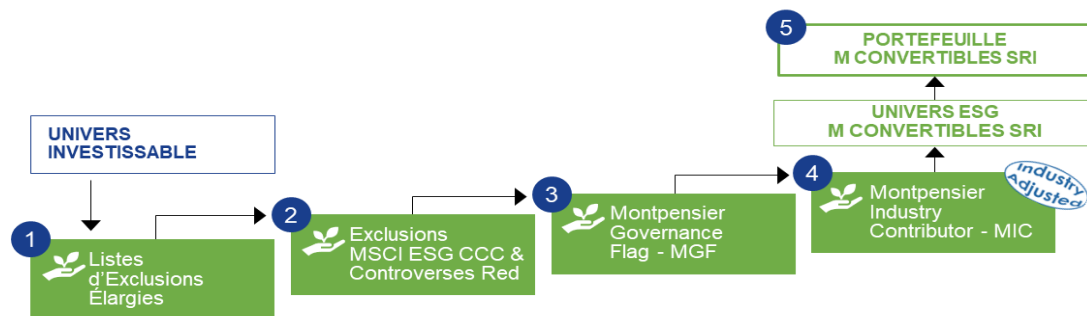 UNIVERS
INVESTISSABLE
1
Listes
d'Exclusions
Élargies
2
Exclusions
MSCI ESG CCC &
Controverses Red
3
Montpensier
Governance
Flag - MGF
4
Montpensier
Industry
Contributor - MIC
Industry
Adjusted
UNIVERS ESG
M CONVERTIBLES SRI
5
PORTEFEUILLE
M CONVERTIBLES SRI